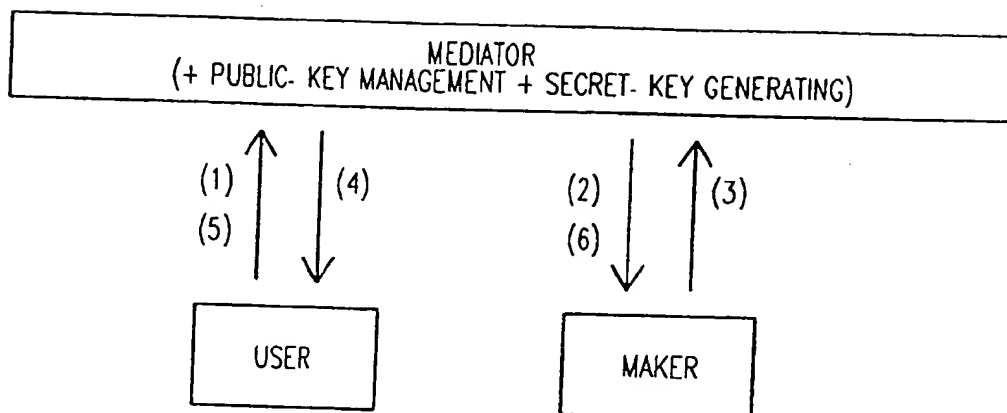 MEDIATOR
(+ PUBLIC- KEY MANAGEMENT + SECRET- KEY GENERATING)
(1)
(5)
(4)
(2)
(6)
(3)
USER
MAKER